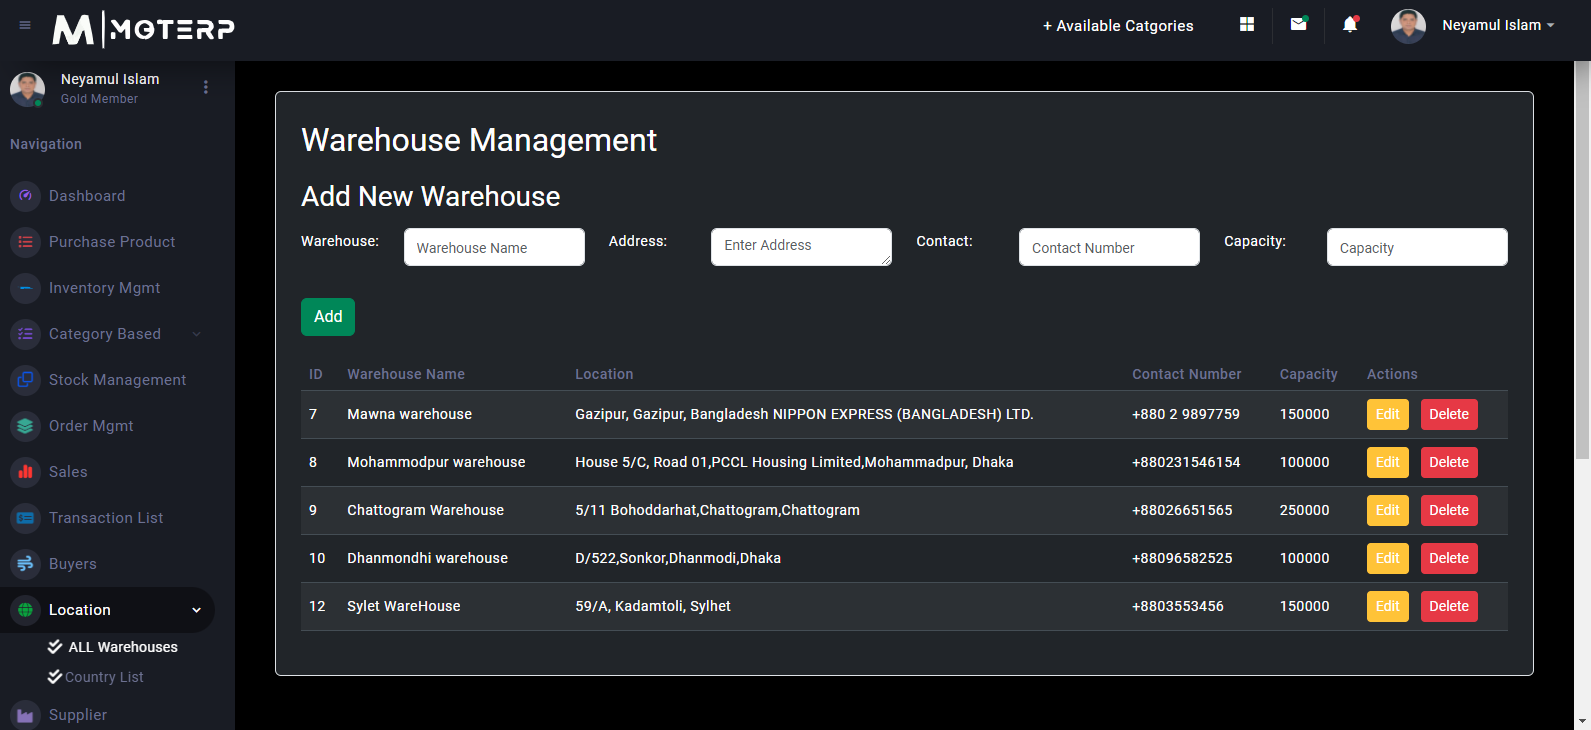 M|MOTERP
+ Available Catgories
Neyamul Islam
Neyamul Islam
Gold Member
Navigation
Dashboard
Purchase Product
Inventory Mgmt
Category Based
Stock Management
Order Mgmt
Sales
Transaction List
Buyers
Location
ALL Warehouses
Country List
Supplier
Warehouse Management
Add New Warehouse
Warehouse: Warehouse Name Address: Enter Address Contact: Contact Number Capacity: Capacity
Add
ID Warehouse Name Location Contact Number Capacity Actions
7 Mawna warehouse Gazipur, Gazipur, Bangladesh NIPPON EXPRESS (BANGLADESH) LTD. +880 2 9897759 150000 Edit Delete
8 Mohammodpur warehouse House 5/C, Road 01,PCCL Housing Limited,Mohammadpur, Dhaka +880231546154 100000 Edit Delete
9 Chattogram Warehouse 5/11 Bohoddarhat,Chattogram,Chattogram +88026651565 250000 Edit Delete
10 Dhanmondhi warehouse D/522,Sonkor,Dhanmodi,Dhaka +88096582525 100000 Edit Delete
12 Sylet WareHouse 59/A, Kadamtoli, Sylhet +8803553456 150000 Edit Delete